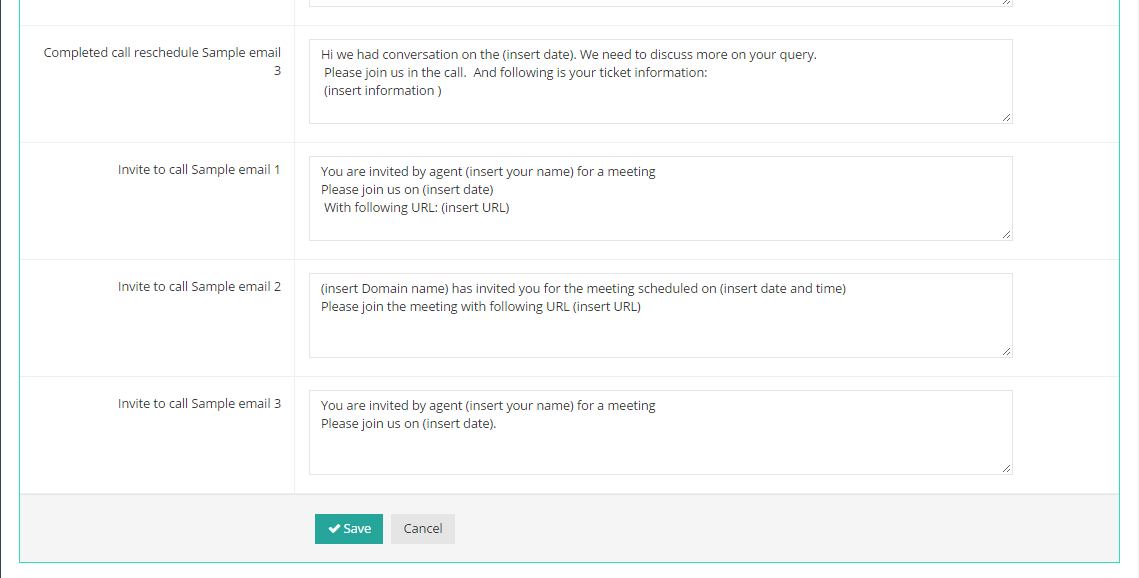 Completed call reschedule Sample email
3
Hi we had conversation on the (insert date). We need to discuss more on your query.
Please join us in the call.  And following is your ticket information:
(insert information )
Invite to call Sample email 1
You are invited by agent (insert your name) for a meeting
Please join us on (insert date)
With following URL: (insert URL)
Invite to call Sample email 2
(insert Domain name) has invited you for the meeting scheduled on (insert date and time)
Please join the meeting with following URL (insert URL)
Invite to call Sample email 3
You are invited by agent (insert your name) for a meeting
Please join us on (insert date).
Save Cancel